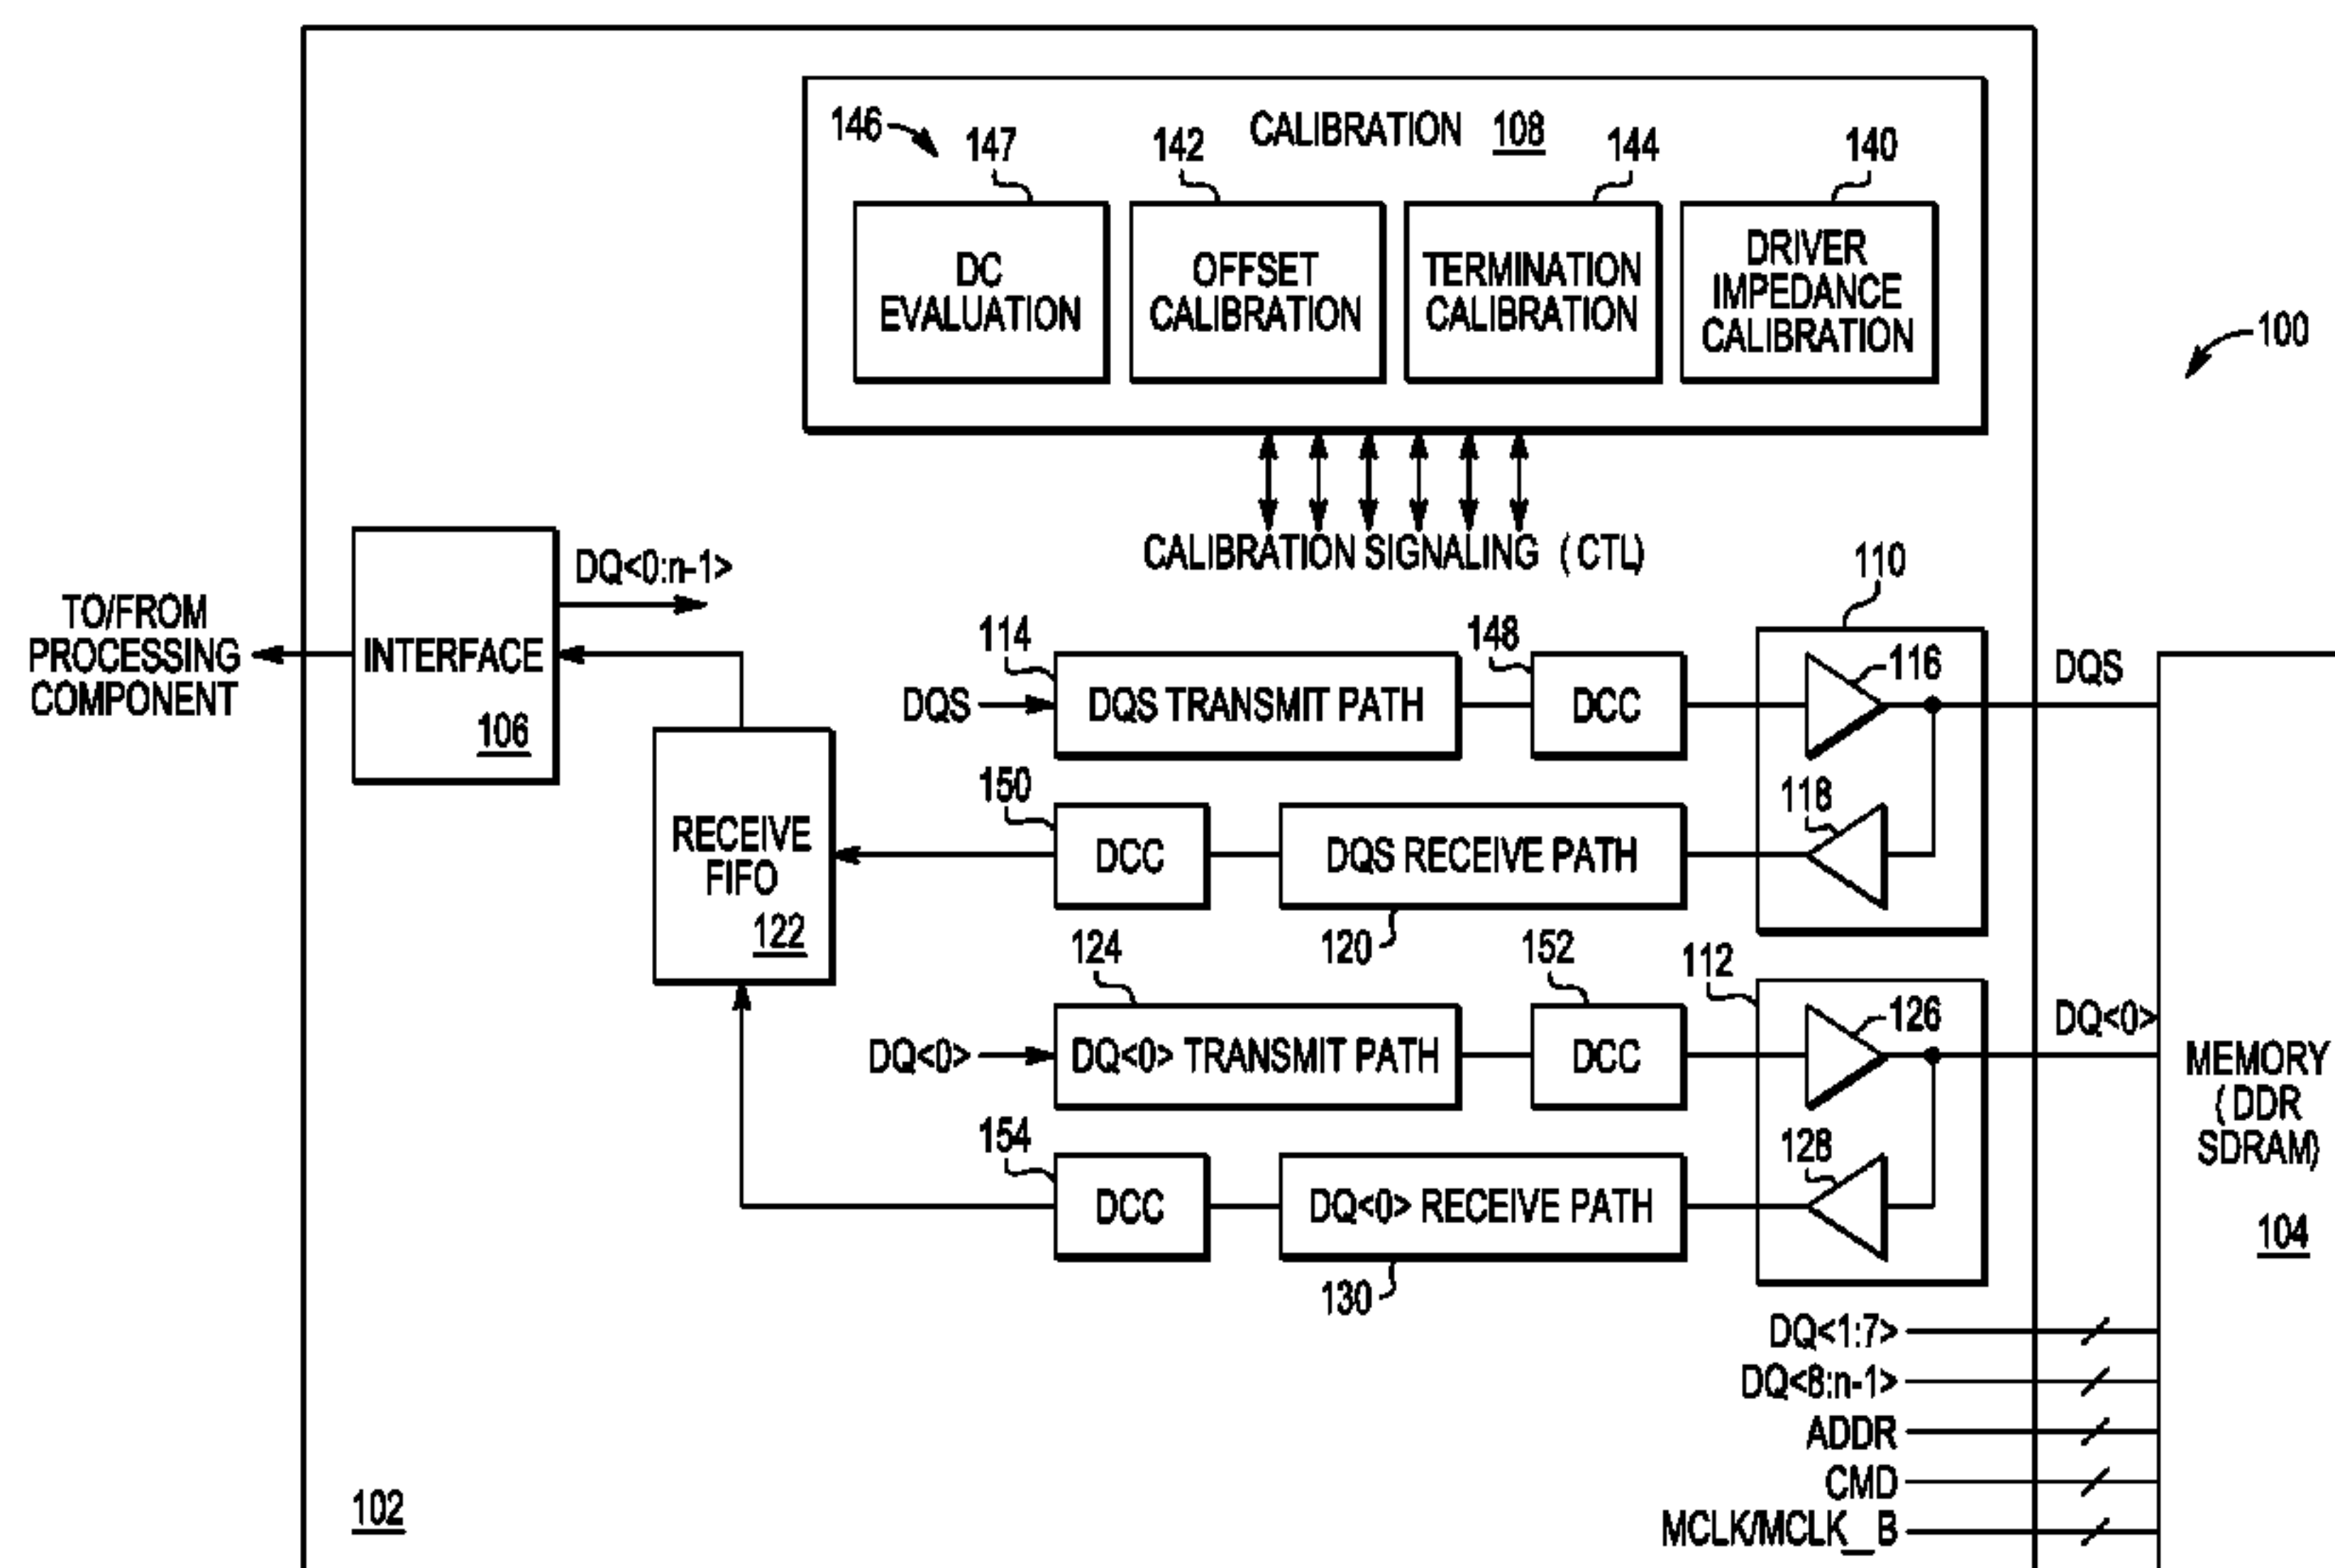 146
147
142
CALIBRATION 108
144
140
DC
EVALUATION
OFFSET
CALIBRATION
TERMINATION
CALIBRATION
DRIVER
IMPEDANCE
CALIBRATION
100
CALIBRATION SIGNALING (CTL)
TO/FROM
PROCESSING
COMPONENT
INTERFACE
106
DQ<0:n-1>
RECEIVE
FIFO
122
110
114
DQS
DQS TRANSMIT PATH
148
DCC
116
DQS
150
DCC
DQS RECEIVE PATH
120
118
124
DQ<0>
DQ<0> TRANSMIT PATH
152
DCC
112
126
DQ<0>
154
DCC
DQ<0> RECEIVE PATH
130
128
MEMORY
(DDR
SDRAM)
104
DQ<1:7>
DQ<8:n-1>
ADDR
CMD
MCLK/MCLK_B
102